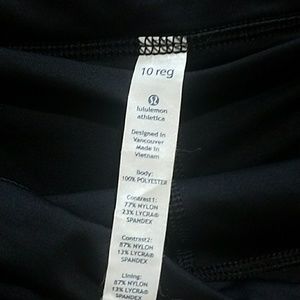 10 reg
lululemon
athletica
Designed in
Vancouver
Made in
Vietnam
Body:
100% POLYESTER
Contrast1:
77% NYLON
23% LYCRA®
SPANDEX
Contrast2:
87% NYLON
13% LYCRA®
SPANDEX
Lining:
87% NYLON
13% LYCRA®
SPANDEX